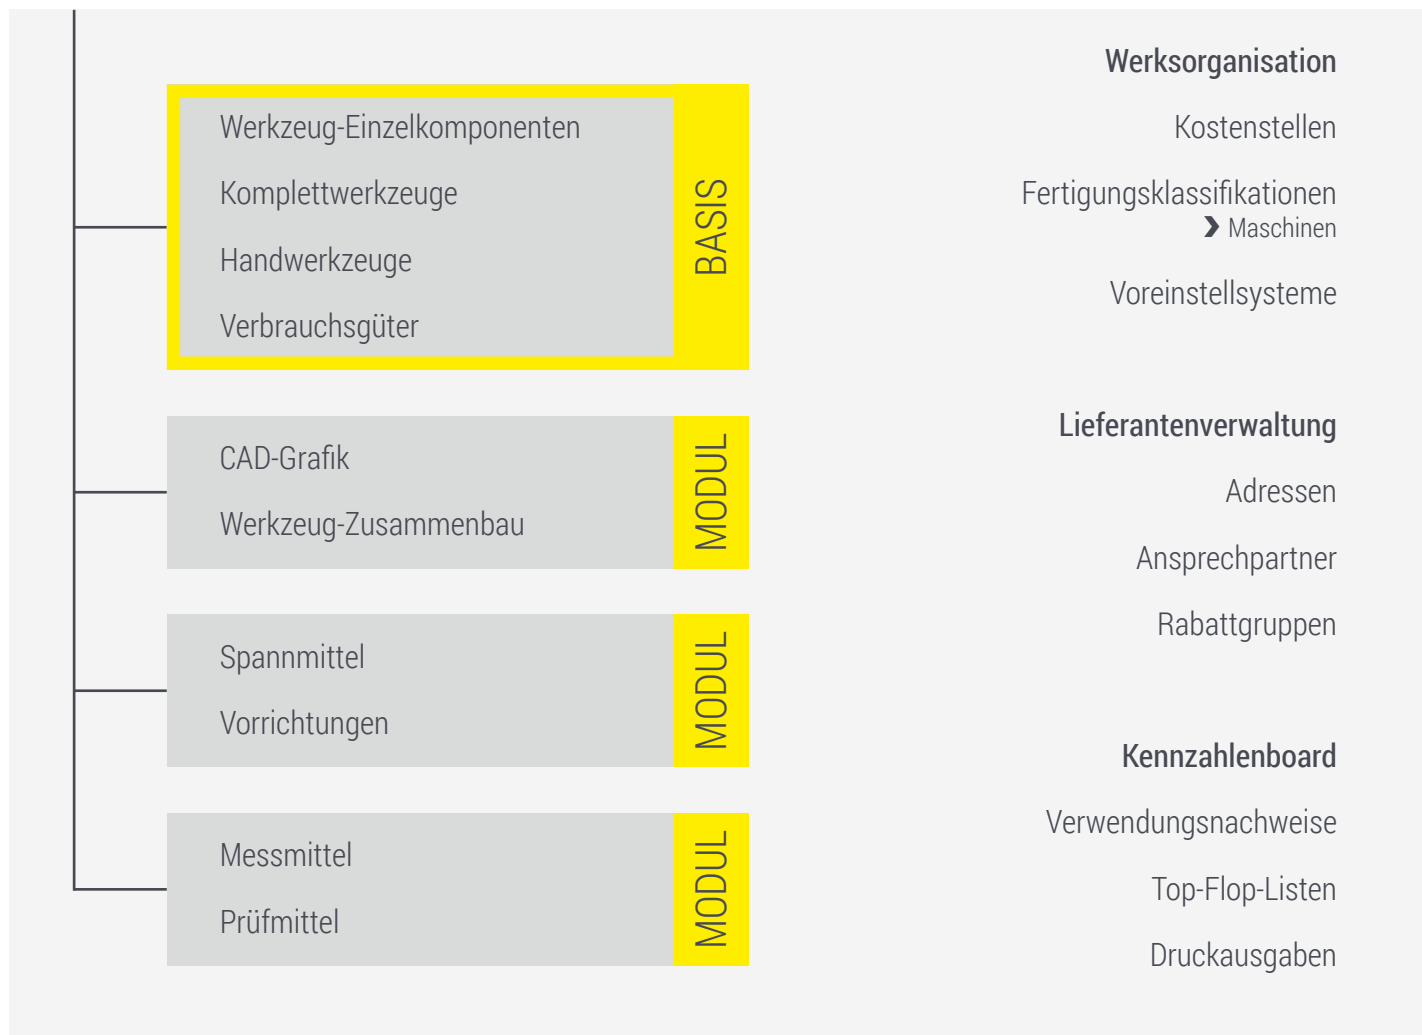 Werkzeug-Einzelkomponenten
Komplettwerkzeuge
Handwerkzeuge
Verbrauchsgüter
BASIS
CAD-Grafik
Werkzeug-Zusammenbau
MODUL
Spannmittel
Vorrichtungen
MODUL
Messmittel
Prüfmittel
MODUL
Werksorganisation
Kostenstellen
Fertigungsklassifikationen
❯ Maschinen
Voreinstellsysteme
Lieferantenverwaltung
Adressen
Ansprechpartner
Rabattgruppen
Kennzahlenboard
Verwendungsnachweise
Top-Flop-Listen
Druckausgaben